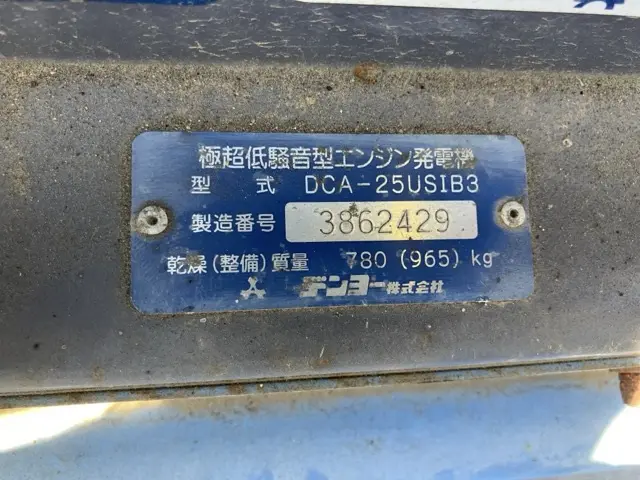 極超低騒音型エンジン発電機
型 式 DCA-25USIB3
製造番号 3862429
乾燥(整備)質量 780 (965) kg
デンヨー株式会社